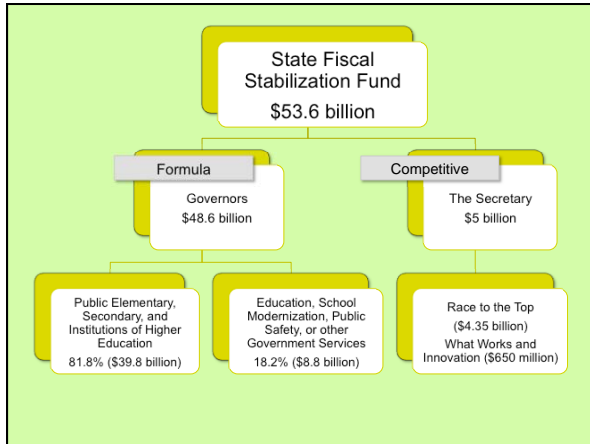 State Fiscal
Stabilization Fund
$53.6 billion
Formula
Governors
$48.6 billion
Competitive
The Secretary
$5 billion
Public Elementary,
Secondary, and
Institutions of Higher
Education
81.8% ($39.8 billion)
Education, School
Modernization, Public
Safety, or other
Government Services
18.2% ($8.8 billion)
Race to the Top
($4.35 billion)
What Works and
Innovation ($650 million)